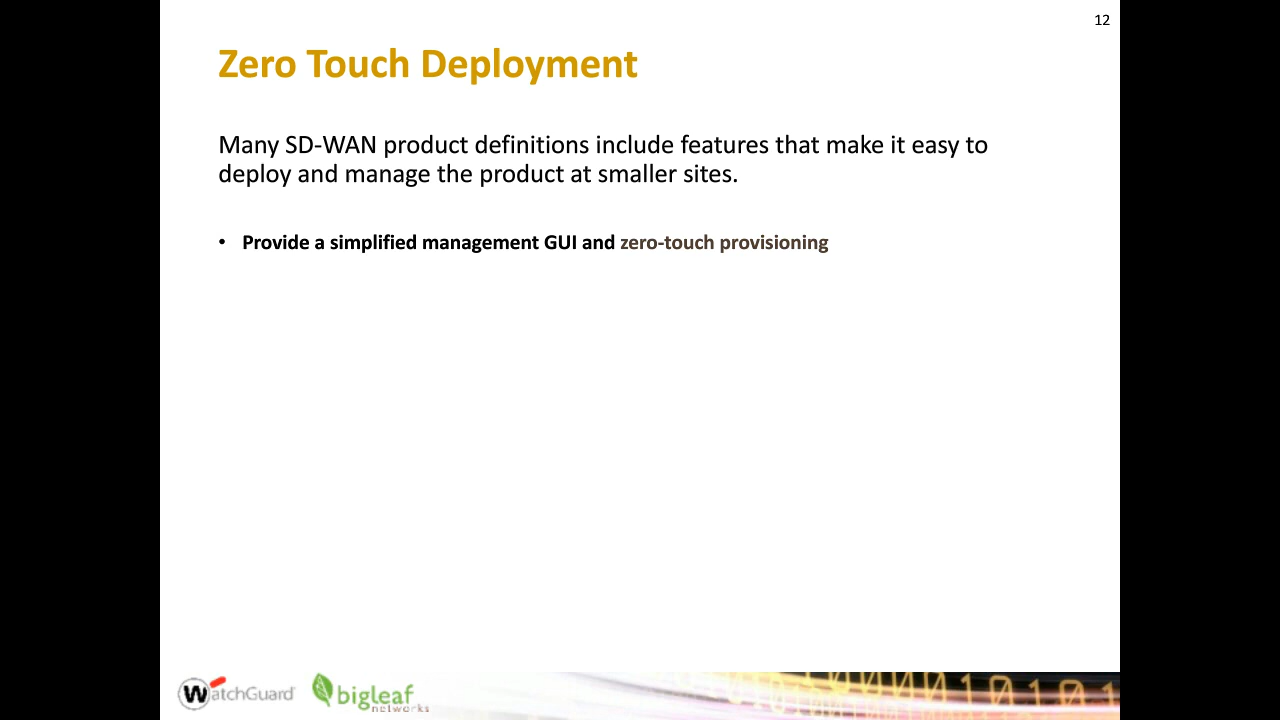 12
Zero Touch Deployment
Many SD-WAN product definitions include features that make it easy to
deploy and manage the product at smaller sites.
• Provide a simplified management GUI and zero-touch provisioning
WatchGuard bigleaf
networks